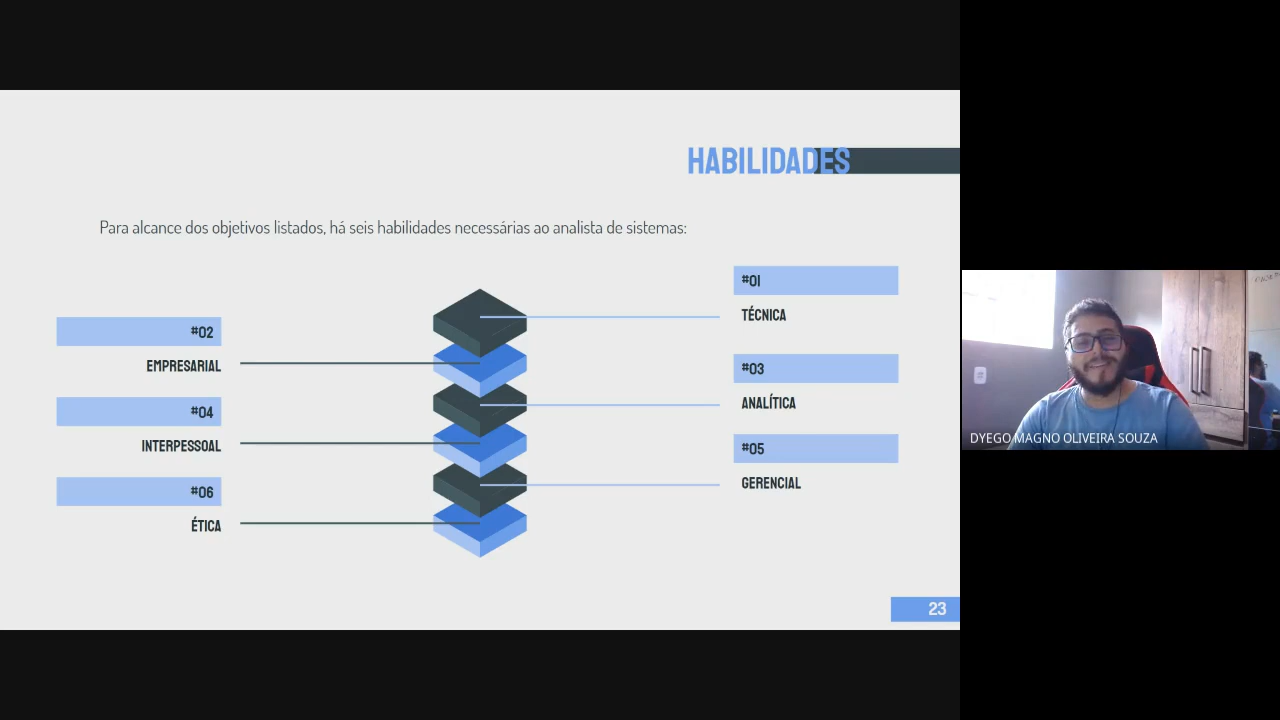 HABILIDADES
Para alcance dos objetivos listados, há seis habilidades necessárias ao analista de sistemas:
#01
TÉCNICA
#02
EMPRESARIAL
#03
ANALÍTICA
#04
INTERPESSOAL
#05
GERENCIAL
#06
ÉTICA
23
DYEGO MAGNO OLIVEIRA SOUZA